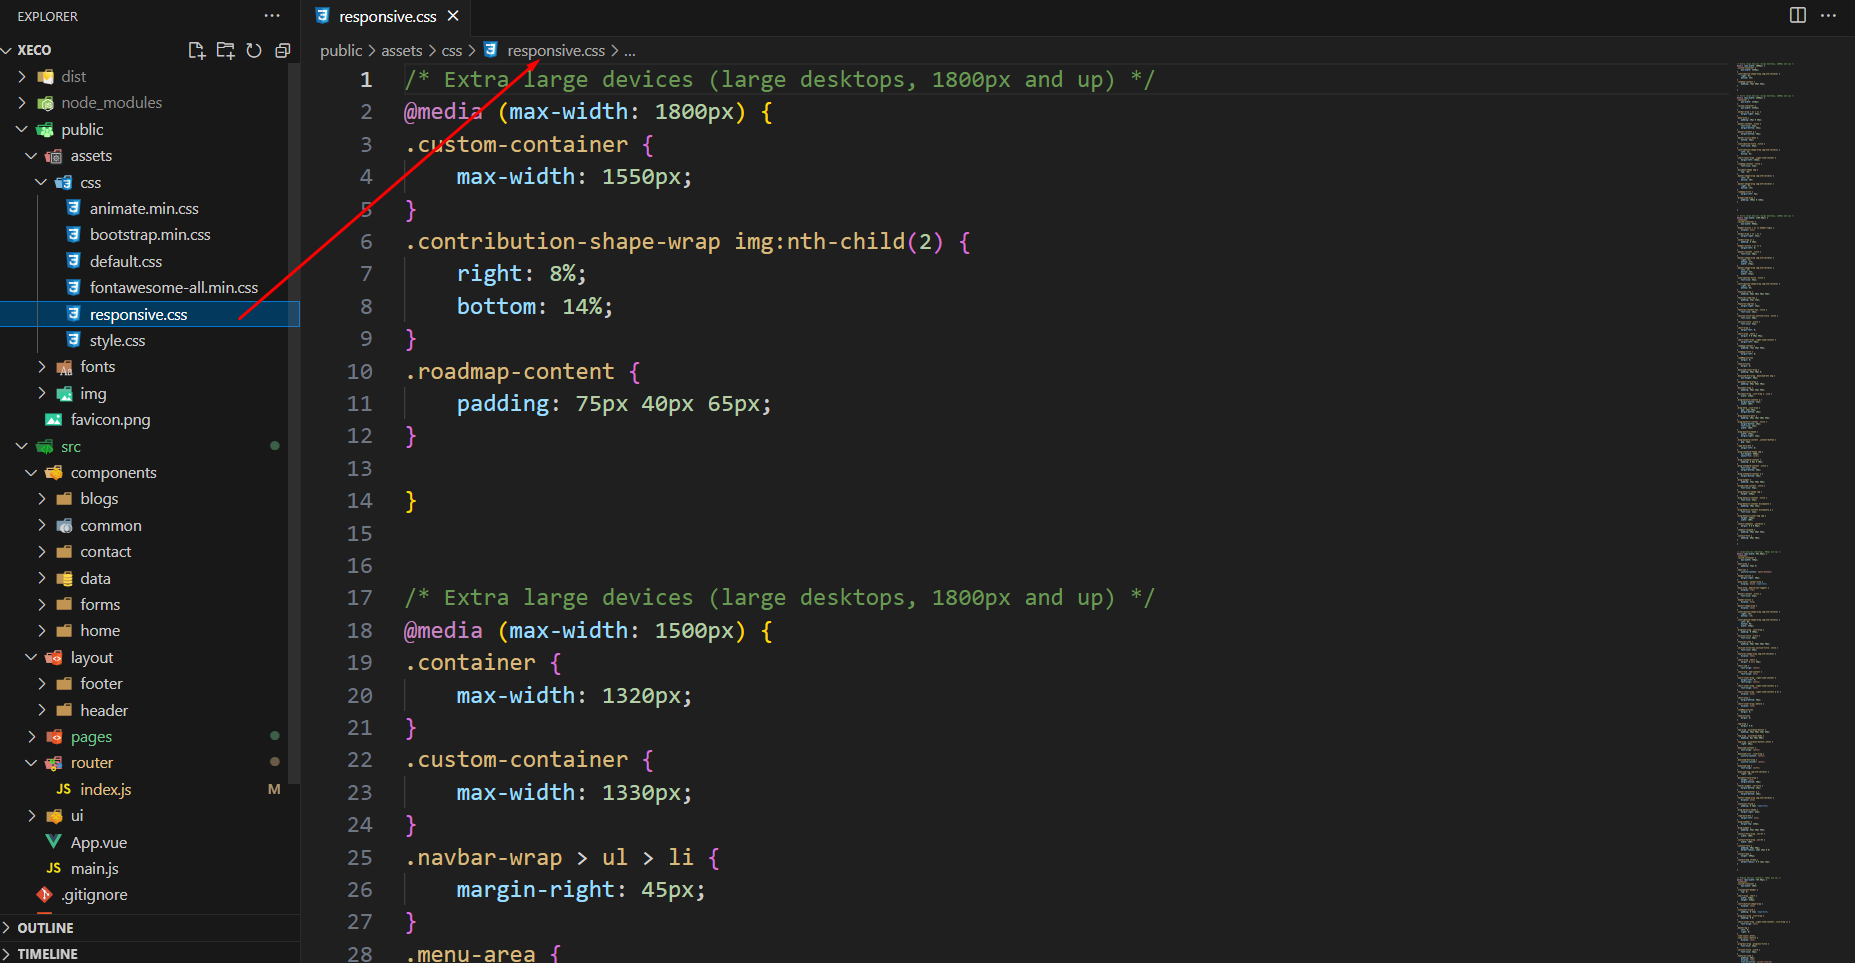 EXPLORER
XECO
dist
node_modules
public
assets
css
animate.min.css
bootstrap.min.css
default.css
fontawesome-all.min.css
responsive.css
style.css
fonts
img
favicon.png
src
components
blogs
common
contact
data
forms
home
layout
footer
header
pages
router
JS index.js M
ui
App.vue
JS main.js
.gitignore
OUTLINE
TIMELINE
responsive.css
public > assets > css > responsive.css > ...
1 /* Extra large devices (large desktops, 1800px and up) */
2 @media (max-width: 1800px) {
3 .custom-container {
4     max-width: 1550px;
5 }
6 .contribution-shape-wrap img:nth-child(2) {
7     right: 8%;
8     bottom: 14%;
9 }
10 .roadmap-content {
11     padding: 75px 40px 65px;
12 }
13
14 }
15
16
17 /* Extra large devices (large desktops, 1800px and up) */
18 @media (max-width: 1500px) {
19 .container {
20     max-width: 1320px;
21 }
22 .custom-container {
23     max-width: 1330px;
24 }
25 .navbar-wrap > ul > li {
26     margin-right: 45px;
27 }
28 .menu-area {